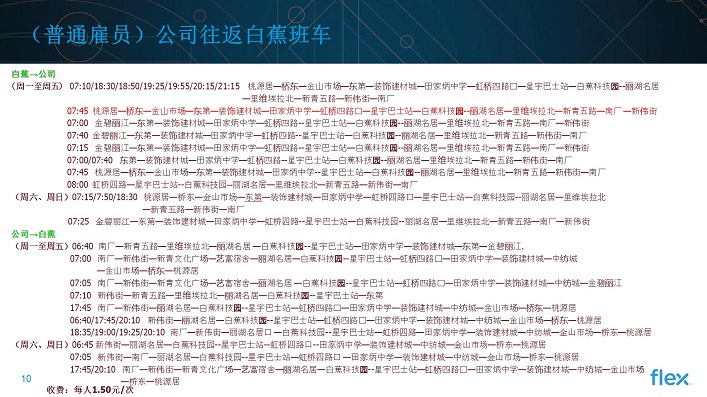 （普通雇员）公司往返白蕉班车
白蕉→公司
（周一至周五） 07:10/18:30/18:50/19:25/19:55/20:15/21:15 桃源居—桥东—金山市场—东第—装饰建材城—田家炳中学—虹桥四路口—星宇巴士站—白蕉科技园--丽湖名居
—里维埃拉北—新青五路—新伟街—南厂
07:45 桃源居—桥东—金山市场—东第—装饰建材城—田家炳中学—虹桥四路口—星宇巴士站—白蕉科技园--丽湖名居—里维埃拉北—新青五路—南厂—新伟街
07:00 金碧丽江—东第—装饰建材城—田家炳中学—虹桥四路--星宇巴士站—白蕉科技园--丽湖名居—里维埃拉北—新青五路—南厂—新伟街
07:40 金碧丽江—东第—装饰建材城—田家炳中学—虹桥四路--星宇巴士站—白蕉科技园--丽湖名居—里维埃拉北—新青五路—新伟街—南厂
07:15 金碧丽江—东第—装饰建材城—田家炳中学—虹桥四路--星宇巴士站—白蕉科技园--丽湖名居—里维埃拉北—新青五路—南厂—新伟街
07:00/07:40 东第—装饰建材城—田家炳中学—虹桥四路--星宇巴士站—白蕉科技园--丽湖名居—里维埃拉北—新青五路—新伟街—南厂
07:45 桃源居—桥东—金山市场—东第—装饰建材城—田家炳中学—虹桥四路--星宇巴士站—白蕉科技园--丽湖名居—里维埃拉北—新青五路—新伟街—南厂
08:00 虹桥四路—星宇巴士站--白蕉科技园--丽湖名居—里维埃拉北—新青五路—新伟街—南厂
（周六、周日）07:15/7:50/18:30 桃源居—桥东—金山市场—东第—装饰建材城—田家炳中学—虹桥四路口—星宇巴士站—白蕉科技园—丽湖名居—里维埃拉北
—新青五路—新伟街—南厂
07:25 金碧丽江—东第—装饰建材城—田家炳中学—虹桥四路--星宇巴士站—白蕉科技园--丽湖名居—里维埃拉北—新青五路—南厂—新伟街
公司→白蕉
（周一至周五）06:40 南厂—新青五路—里维埃拉北—丽湖名居—白蕉科技园--星宇巴士站—田家炳中学—装饰建材城—东第—金碧丽江.
07:00 南厂—新伟街—新青文化广场—艺富宿舍—丽湖名居—白蕉科技园--星宇巴士站—虹桥四路口—田家炳中学—装饰建材城—中纺城
—金山市场—桥东—桃源居
07:05 南厂—新伟街—新青文化广场—艺富宿舍—丽湖名居—白蕉科技园--星宇巴士站—虹桥四路口—田家炳中学—装饰建材城—中纺城—金碧丽江
07:10 新伟街—新青五路—里维埃拉北—丽湖名居—白蕉科技园—星宇巴士站—东第
17:45 南厂—新伟街—丽湖名居—白蕉科技园—星宇巴士站—虹桥四路口—田家炳中学—装饰建材城—中纺城—金山市场—桥东—桃源居
06:40/17:45/20:10 新伟街—南厂—丽湖名居—白蕉科技园--星宇巴士站—虹桥四路口—田家炳中学—装饰建材城—中纺城—金山市场—桥东—桃源居
18:35/19:00/19:25/20:10 南厂—新伟街—丽湖名居—白蕉科技园--星宇巴士站—虹桥四路—田家炳中学—装饰建材城—中纺城—金山市场—桥东—桃源居
（周六、周日）06:45 新伟街—丽湖名居—白蕉科技园--星宇巴士站—虹桥四路口--田家炳中学—装饰建材城—中纺城—金山市场—桥东—桃源居
07:05 新伟街—南厂—丽湖名居—白蕉科技园--星宇巴士站—虹桥四路口—田家炳中学—装饰建材城—中纺城—金山市场—桥东—桃源居
17:45/20:10 南厂—新伟街—新青文化广场—艺富宿舍—丽湖名居—白蕉科技园--星宇巴士站—虹桥四路口—田家炳中学—装饰建材城—中纺城—金山市场
—桥东—桃源居
收费：每人1.50元/次
10
flex